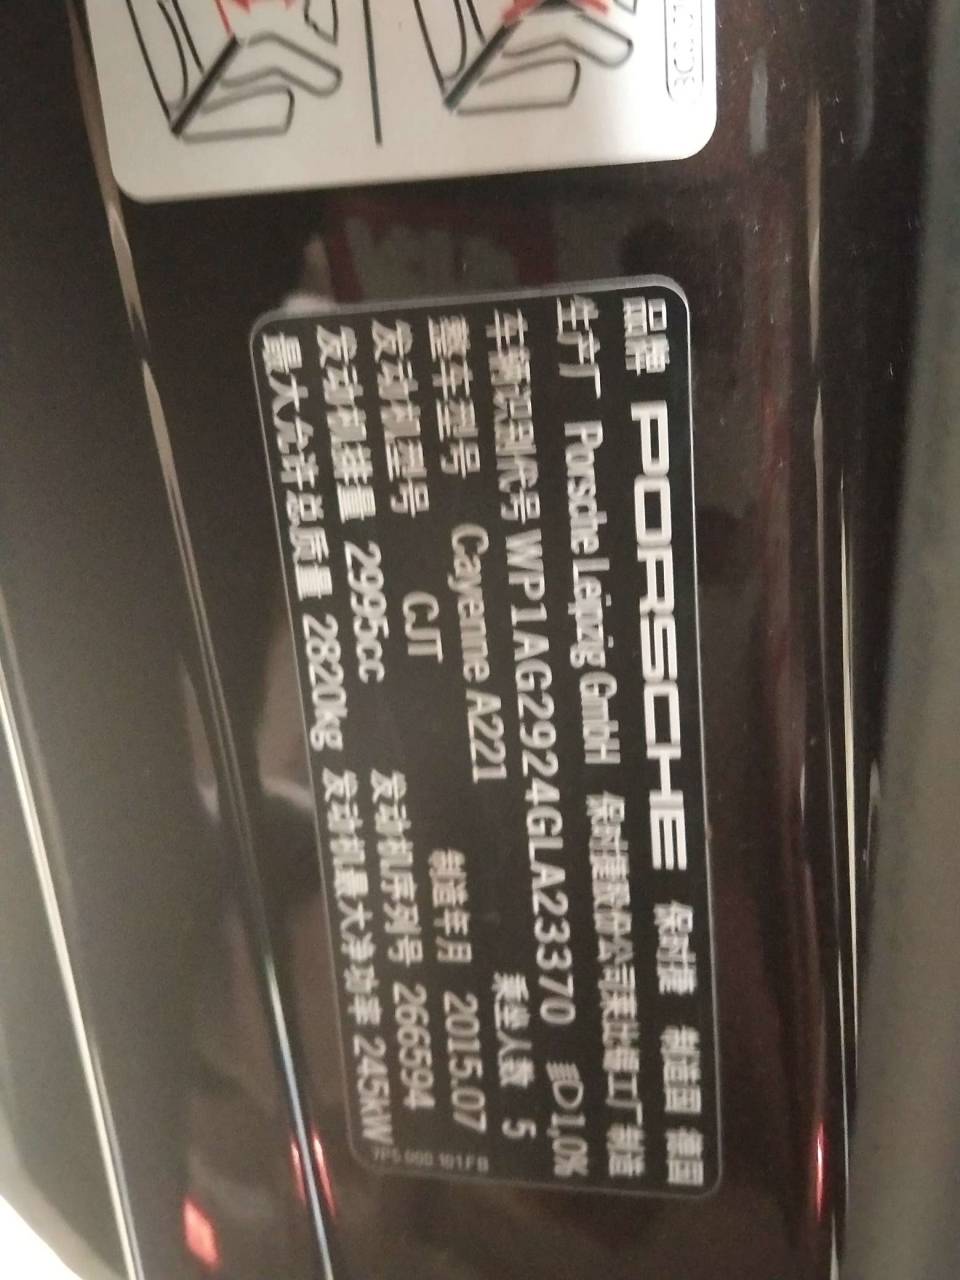 品牌 PORSCHE 保时捷 制造国 德国
生产厂 Porsche Leipzig GmbH 保时捷股份公司莱比锡工厂制造
车辆识别代号 WP1AG2924GLA23370 1,0%
整车型号 Cayenne A221 乘坐人数 5
发动机型号 CJT 制造年月 2015.07
发动机排量 2995cc 发动机序列号 266594
最大允许总质量 2820kg 发动机最大净功率 245kW